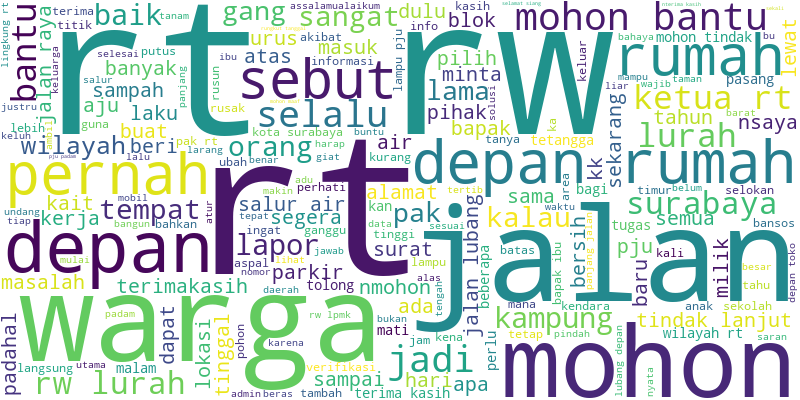 assalamualaikum
selamat siang
nterima kasih
lingkung rt
terima
titik
baik
gang
sangat
dulu
kasih
info
blok
mohon bantu
bu
bahaya
mohon tindak
lewat
tanam
selesai
keluarga
putus
ibu
urus
akibat
masuk
informasi
lampu pju
pilih
minta
keluar
rumah
pasang
jalan raya
bantu
banyak
panjang
rusun
atas
sebut
lama
solusi
mampu
wajib
taman
liar
sampah
salur
aju
rusak
pihak
ketua rt
justru
lebih
guna
laku
selalu
bapak
ka
tahun
barat
nsaya
keluh
buat
pak rt
larang
kota surabaya
buntu
air
tanya
lurah
wilayah
beri
orang
harap
kurang
tetangga
kk
sekarang
pju padam
lalu
ubah
benar
giat
depan rumah
rt
rw
pernah
makin
adu
perhati
alamat
tertib
sama
area
bagi
timur
belum
selokan
kait
tempat
salur air
kan
pak
kalau
waktu
surabaya
undang
mobil
atur
tepat
ingat
data
sesuai
tugas
semua
bansos
tiap
kerja
bangun
bahkan
segera
ganggu
tinggi
surat
batas
bersih
panjang jalan
pju
kali
depan
mulai
lihat
jawab
lapor
jalan
baru
milik
besar
depan toko
masalah
aspal
nomor
parkir
lampu
alas
tengah
jalan lubang
beberapa
mana
bapak ibu
anak
sekolah
tahu
terimakasih
daerah
tolong
nmohon
ada
kendara
kampung
tindak lanjut
padahal
warga
rw lpmk
bukan
mati
jam
kena
tetap
pindah
wilayah rt
padam
dapat
lokasi
tinggal
karena
pohon
verifikasi
jadi
perlu
lubang depan
nyata
saran
rw lurah
langsung
malam
utama
admin
beras
sampai
tambah
hari
terima kasih
apa
mohon